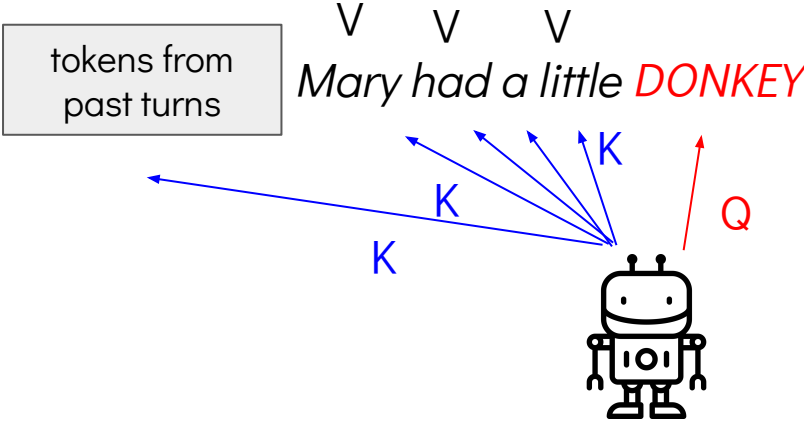 V V V
tokens from
past turns
Mary had a little DONKEY
K
K
Q
K